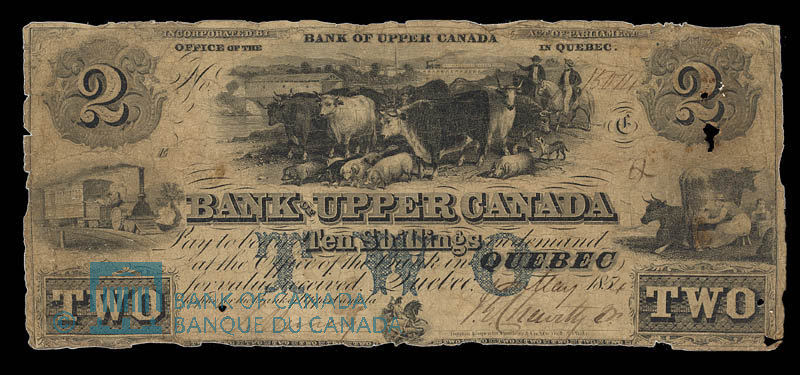 INCORPORATED BY BANK OF UPPER CANADA ACT OF PARLIAMENT
OFFICE OF THE IN QUEBEC.
2 No. 2
C
BANK OF UPPER CANADA
Pay to bearer Ten Shillings on demand
TWO
at the Office of the Bank in QUEBEC
for value received, Quebec, May 185
TWO TWO
BANK OF CANADA
BANQUE DU CANADA